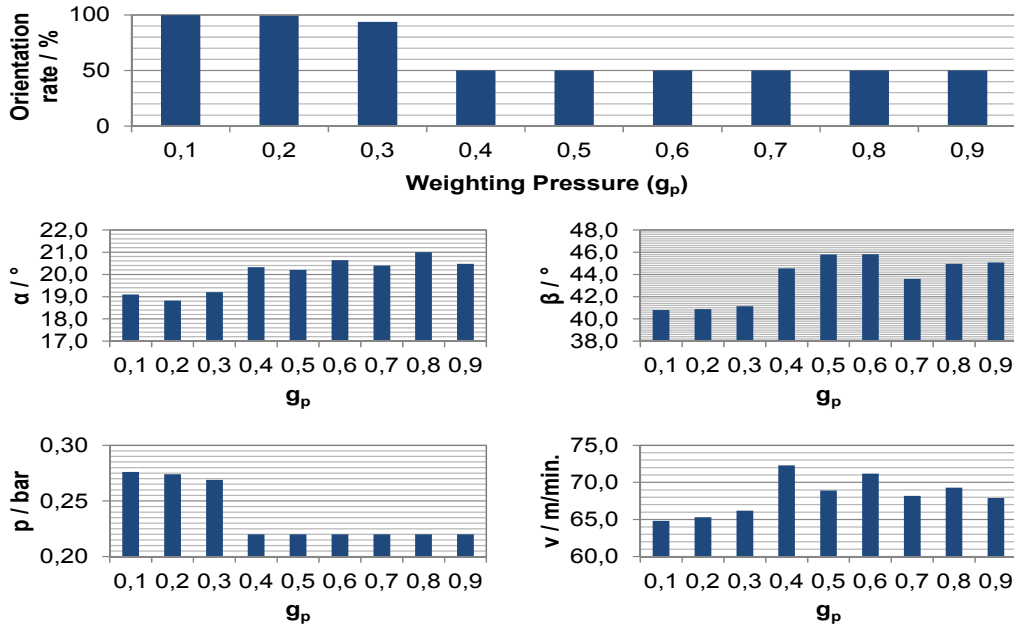 Orientation
rate / %
100
50
0
0,1 0,2 0,3 0,4 0,5 0,6 0,7 0,8 0,9
Weighting Pressure (gp)
α / °
22,0
21,0
20,0
19,0
18,0
17,0
0,1 0,2 0,3 0,4 0,5 0,6 0,7 0,8 0,9
gp
β / °
48,0
46,0
44,0
42,0
40,0
38,0
0,1 0,2 0,3 0,4 0,5 0,6 0,7 0,8 0,9
gp
p / bar
0,30
0,25
0,20
0,1 0,2 0,3 0,4 0,5 0,6 0,7 0,8 0,9
gp
v / m/min.
75,0
70,0
65,0
60,0
0,1 0,2 0,3 0,4 0,5 0,6 0,7 0,8 0,9
gp